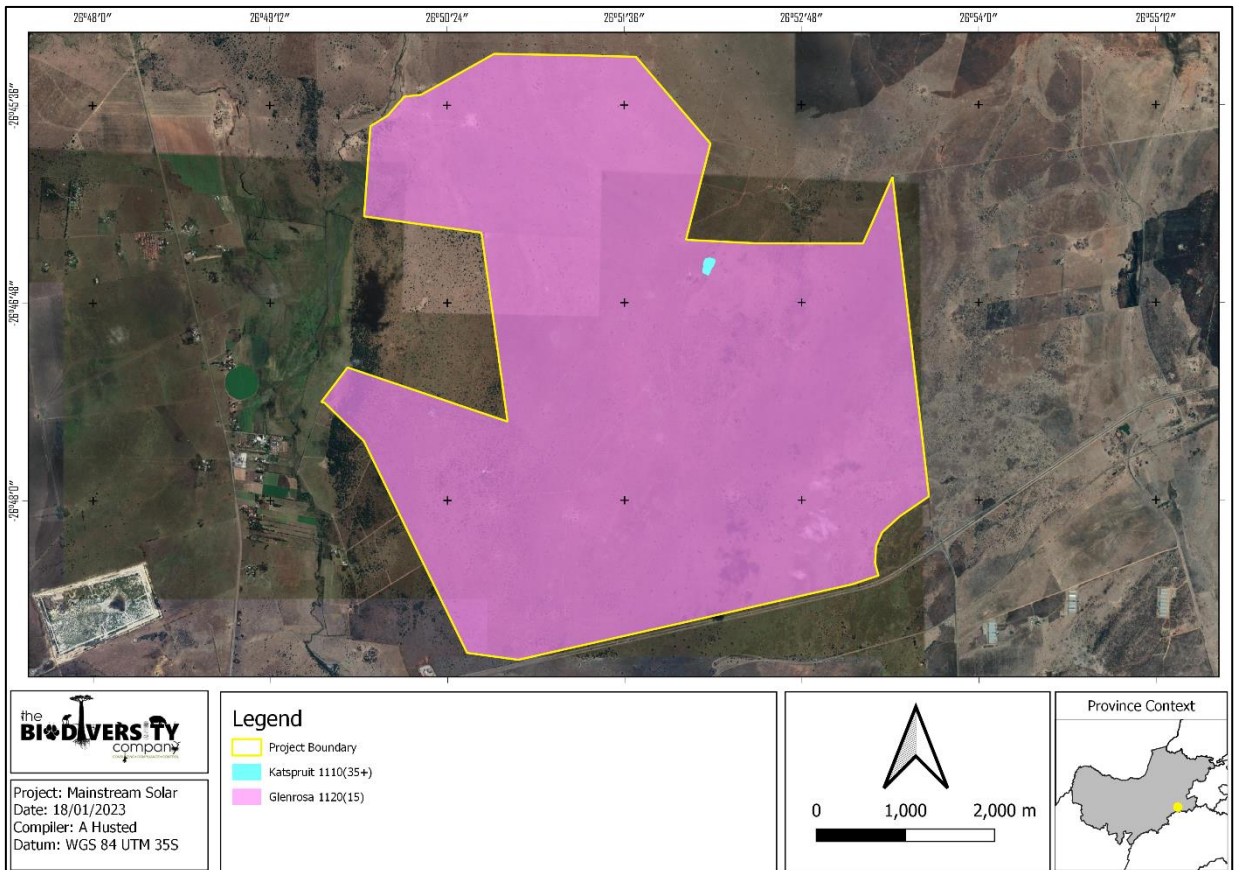 26°48'0" 26°49'12" 26°50'24" 26°51'36" 26°52'48" 26°54'0" 26°55'12"
-26°45'36"
-26°46'48"
-26°48'0"
the
BIODIVERSITY
company
Project: Mainstream Solar
Date: 18/01/2023
Compiler: A Husted
Datum: WGS 84 UTM 35S
Legend
Project Boundary
Katspruit 1110(35+)
Glenrosa 1120(15)
0 1,000 2,000 m
Province Context